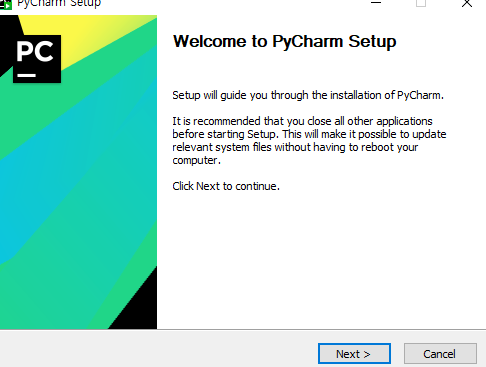 PyCharm Setup
PC
Welcome to PyCharm Setup
Setup will guide you through the installation of PyCharm.
It is recommended that you close all other applications
before starting Setup. This will make it possible to update
relevant system files without having to reboot your
computer.
Click Next to continue.
Next >
Cancel